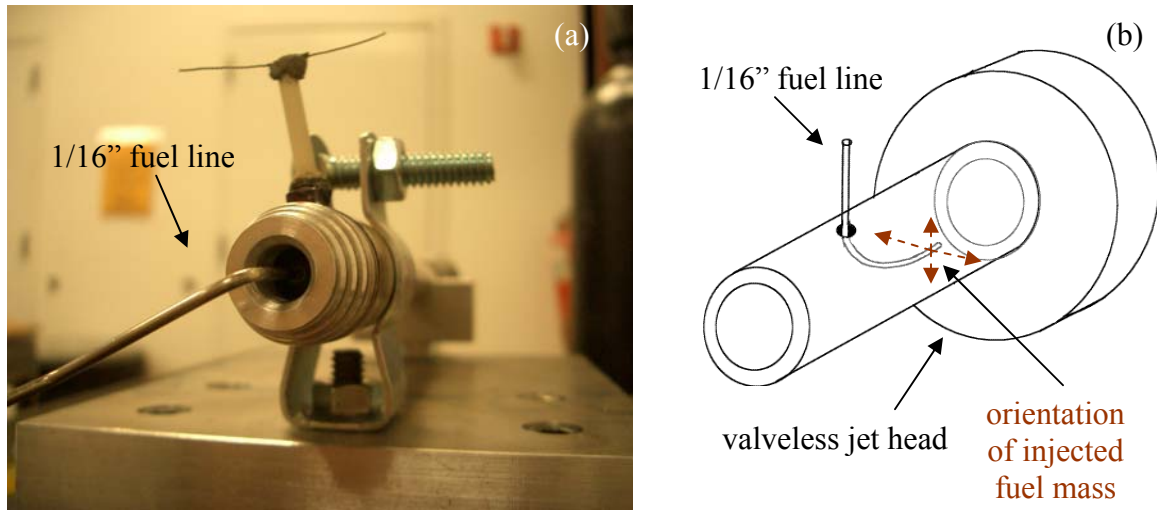 (a)
1/16” fuel line
(b)
1/16” fuel line
valveless jet head
orientation
of injected
fuel mass